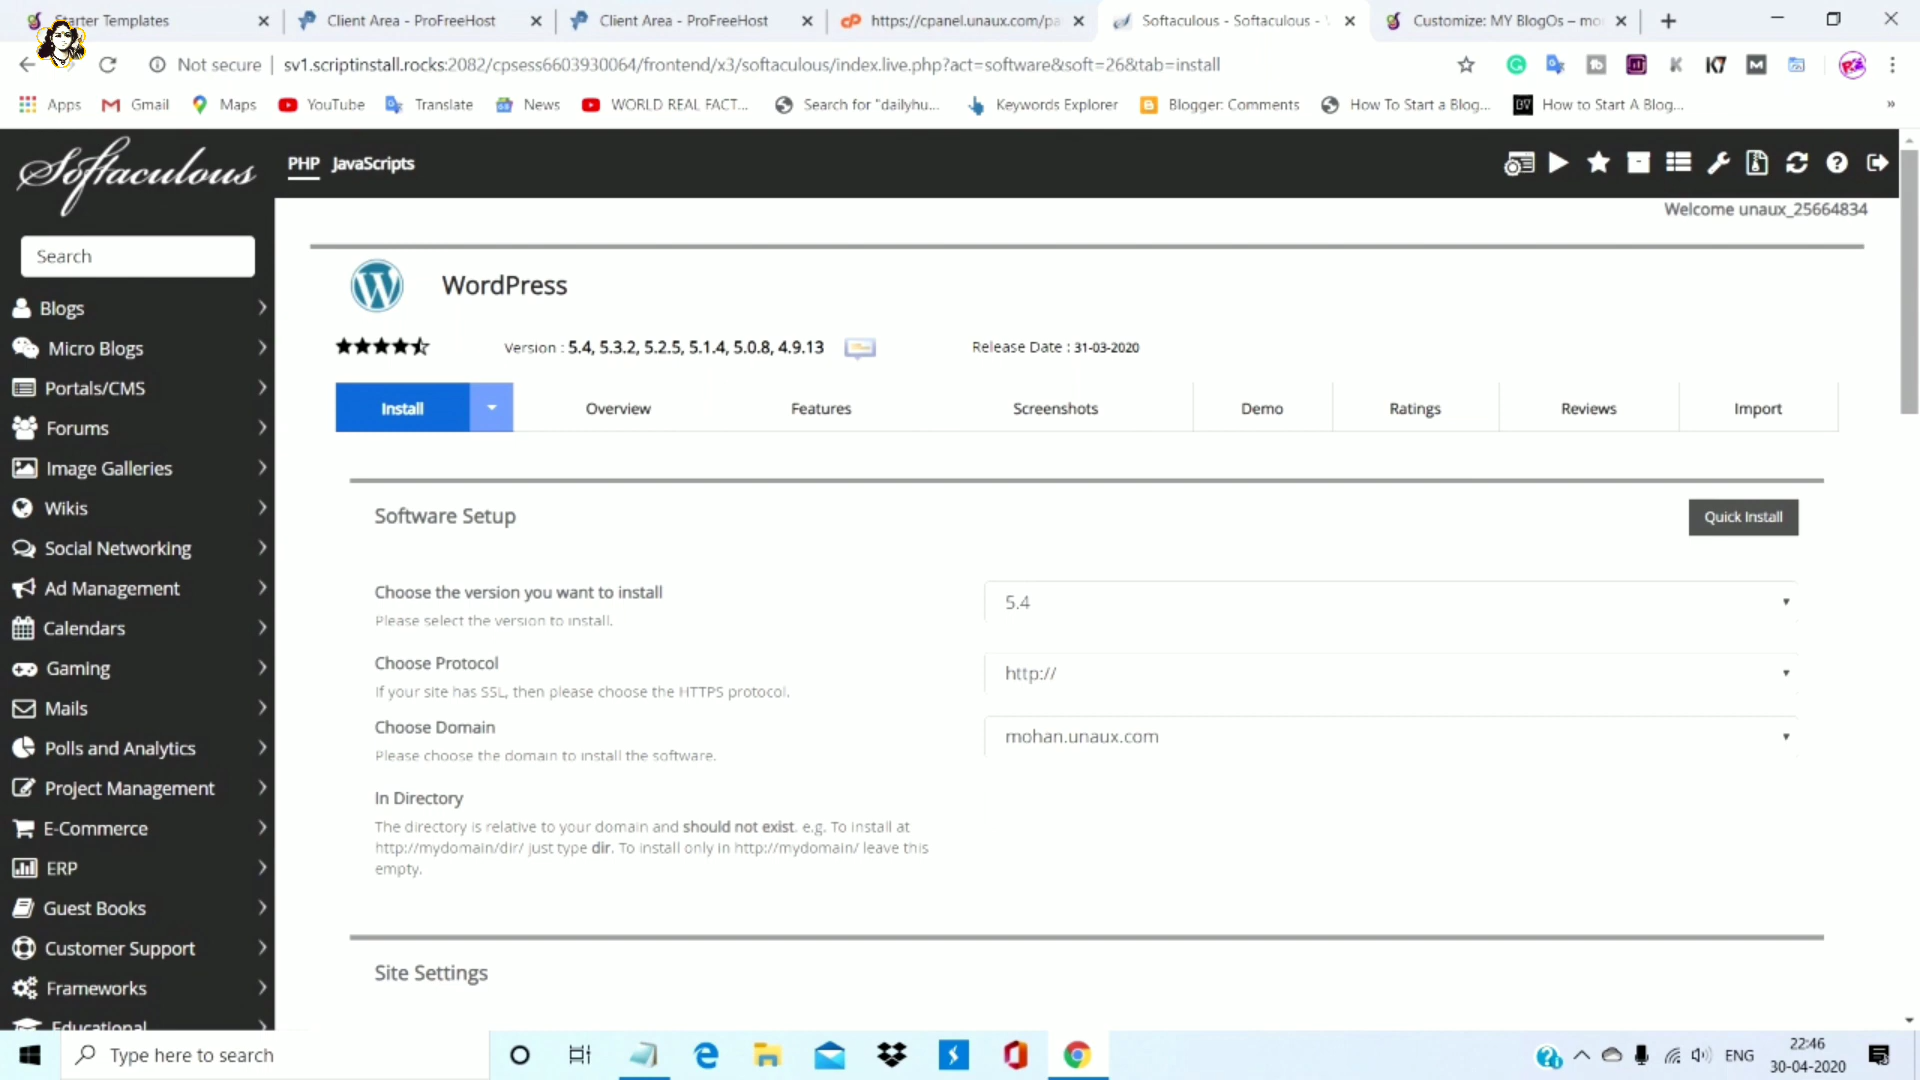 Starter Templates
Client Area - ProFreeHost
Client Area - ProFreeHost
https://cpanel.unaux.com/pa
Softaculous - Softaculous -
Customize: MY BlogOs – mo
Not secure
sv1.scriptinstall.rocks:2082/cpsess6603930064/frontend/x3/softaculous/index.live.php?act=software&soft=26&tab=install
Apps
Gmail
Maps
YouTube
Translate
News
WORLD REAL FACT...
Search for "dailyhu...
Keywords Explorer
Blogger: Comments
How To Start a Blog...
How to Start A Blog...
Softaculous
PHP
JavaScripts
Welcome unaux_25664834
Search
Blogs
Micro Blogs
Portals/CMS
Forums
Image Galleries
Wikis
Social Networking
Ad Management
Calendars
Gaming
Mails
Polls and Analytics
Project Management
E-Commerce
ERP
Guest Books
Customer Support
Frameworks
Educational
WordPress
Version : 5.4, 5.3.2, 5.2.5, 5.1.4, 5.0.8, 4.9.13
Release Date : 31-03-2020
Install
Overview
Features
Screenshots
Demo
Ratings
Reviews
Import
Software Setup
Quick Install
Choose the version you want to install
Please select the version to install.
5.4
Choose Protocol
If your site has SSL, then please choose the HTTPS protocol.
http://
Choose Domain
Please choose the domain to install the software.
mohan.unaux.com
In Directory
The directory is relative to your domain and should not exist. e.g. To install at
http://mydomain/dir/ just type dir. To install only in http://mydomain/ leave this
empty.
Site Settings
Type here to search
ENG
22:46
30-04-2020